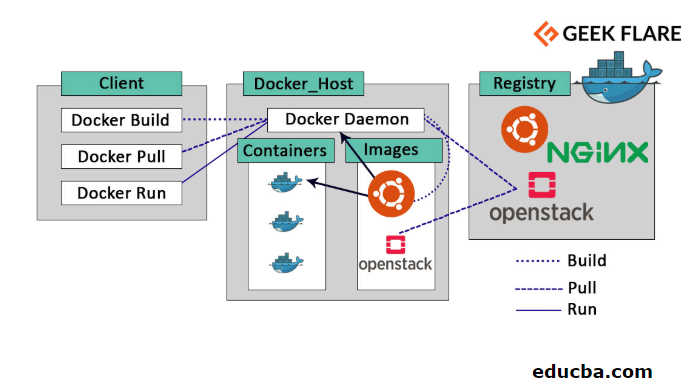 GEEK FLARE
Client
Docker Build
Docker Pull
Docker Run
Docker_Host
Docker Daemon
Containers
Images
openstack
Registry
NGiNX
openstack
Build
Pull
Run
educba.com